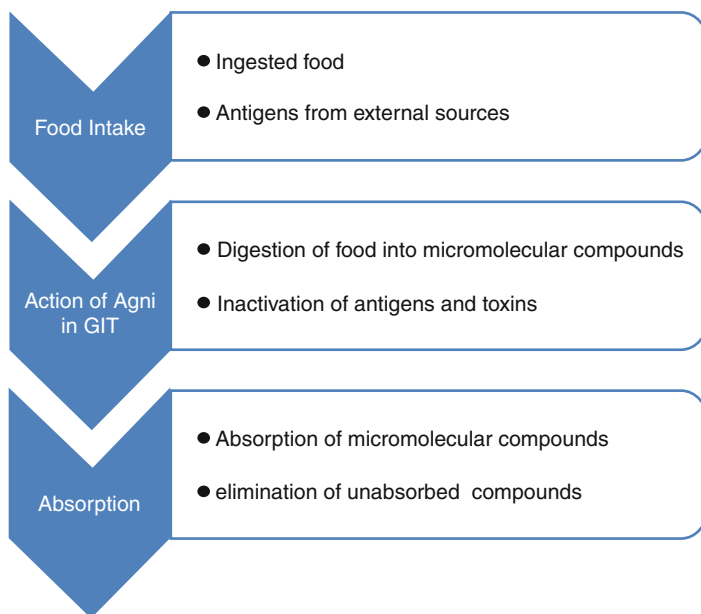 Food Intake
● Ingested food
● Antigens from external sources
Action of Agni
in GIT
● Digestion of food into micromolecular compounds
● Inactivation of antigens and toxins
Absorption
● Absorption of micromolecular compounds
● elimination of unabsorbed compounds